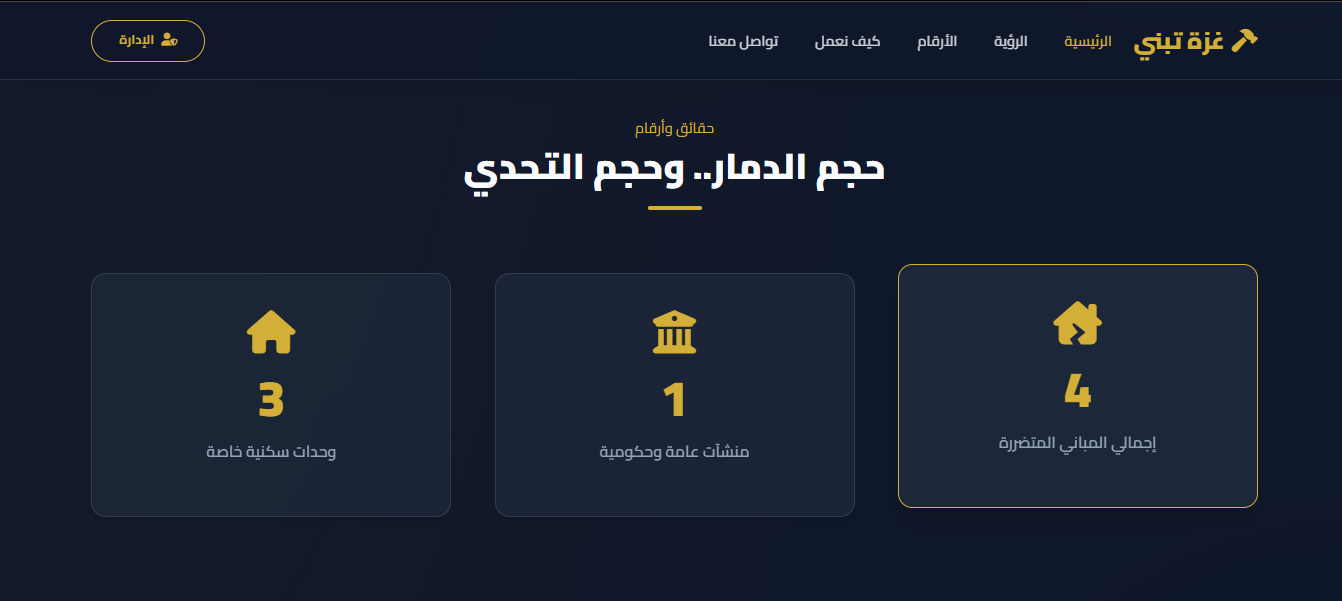 غزة تبني
الرئيسية
الرؤية
الأرقام
كيف نعمل
تواصل معنا
الإدارة
حقائق وأرقام
حجم الدمار.. وحجم التحدي
4
إجمالي المباني المتضررة
1
منشآت عامة وحكومية
3
وحدات سكنية خاصة